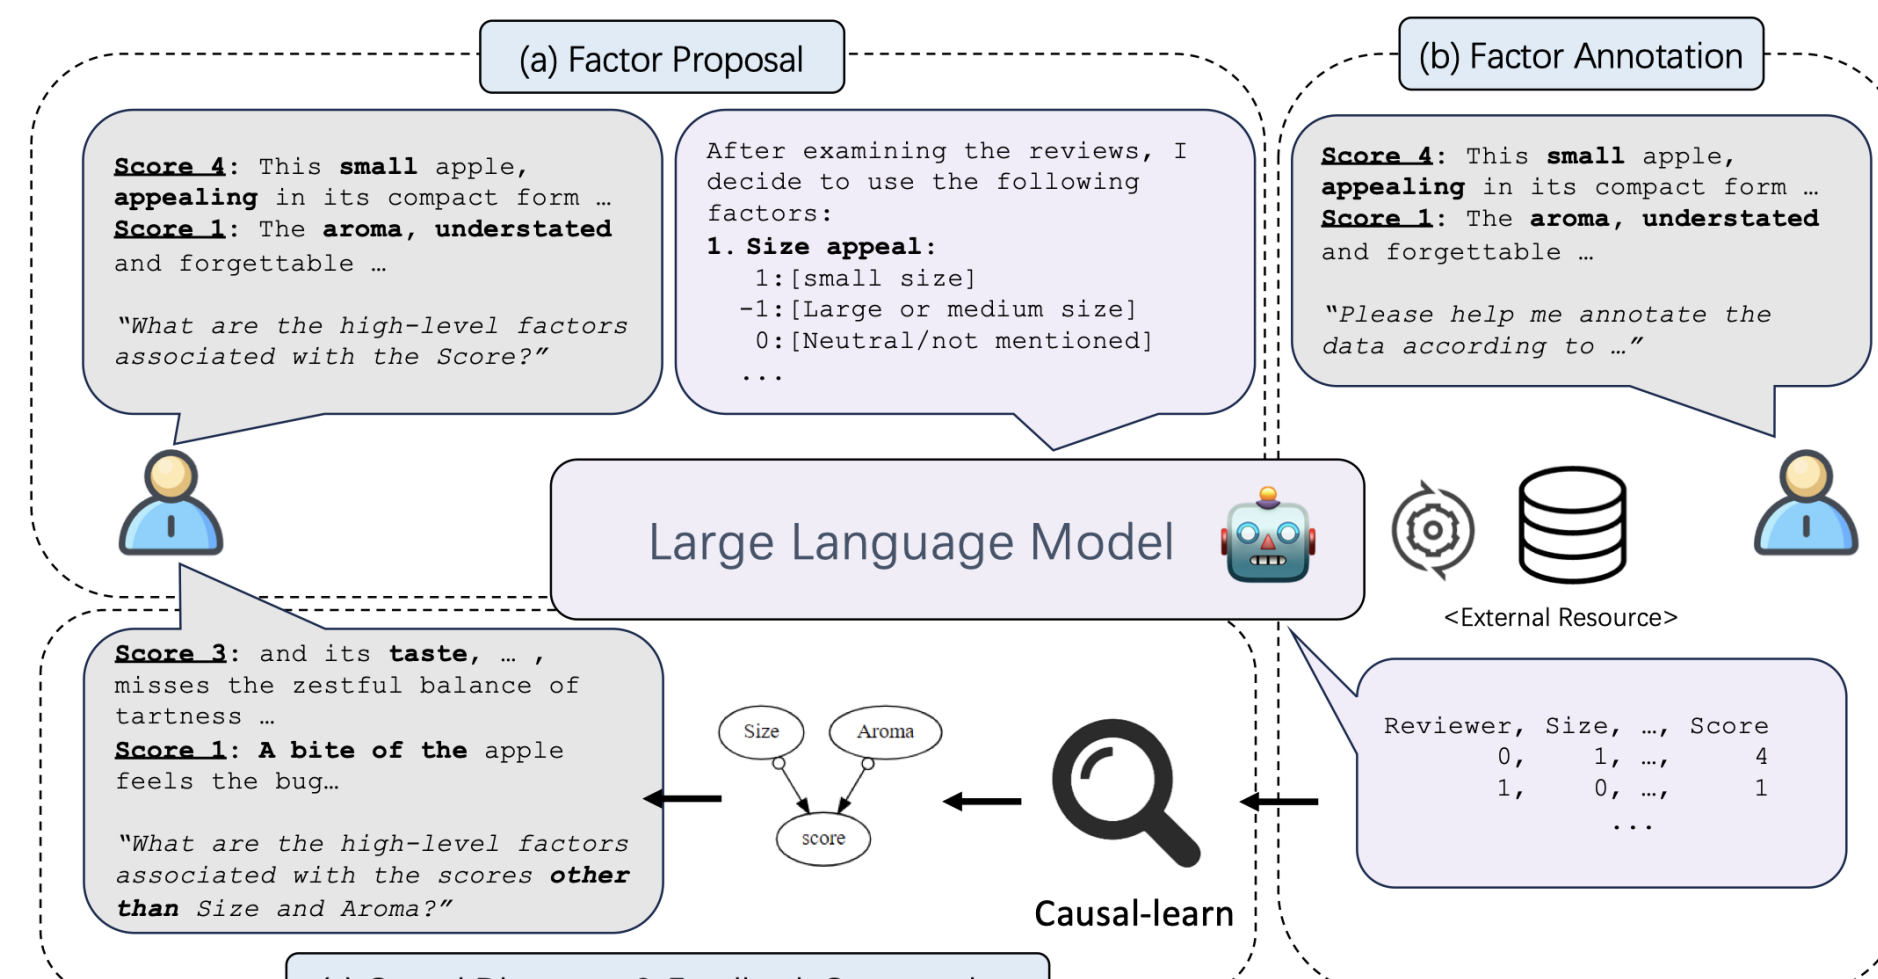 (a) Factor Proposal
Score 4: This small apple,
appealing in its compact form …
Score 1: The aroma, understated
and forgettable …
“What are the high-level factors
associated with the Score?”
After examining the reviews, I
decide to use the following
factors:
1. Size appeal:
1:[small size]
-1:[Large or medium size]
0:[Neutral/not mentioned]
...
(b) Factor Annotation
Score 4: This small apple,
appealing in its compact form …
Score 1: The aroma, understated
and forgettable …
“Please help me annotate the
data according to …”
Large Language Model
<External Resource>
Reviewer, Size, …, Score
0, 1, …, 4
1, 0, …, 1
...
Causal-learn
Size
Aroma
score
Score 3: and its taste, … ,
misses the zestful balance of
tartness …
Score 1: A bite of the apple
feels the bug…
“What are the high-level factors
associated with the scores other
than Size and Aroma?”